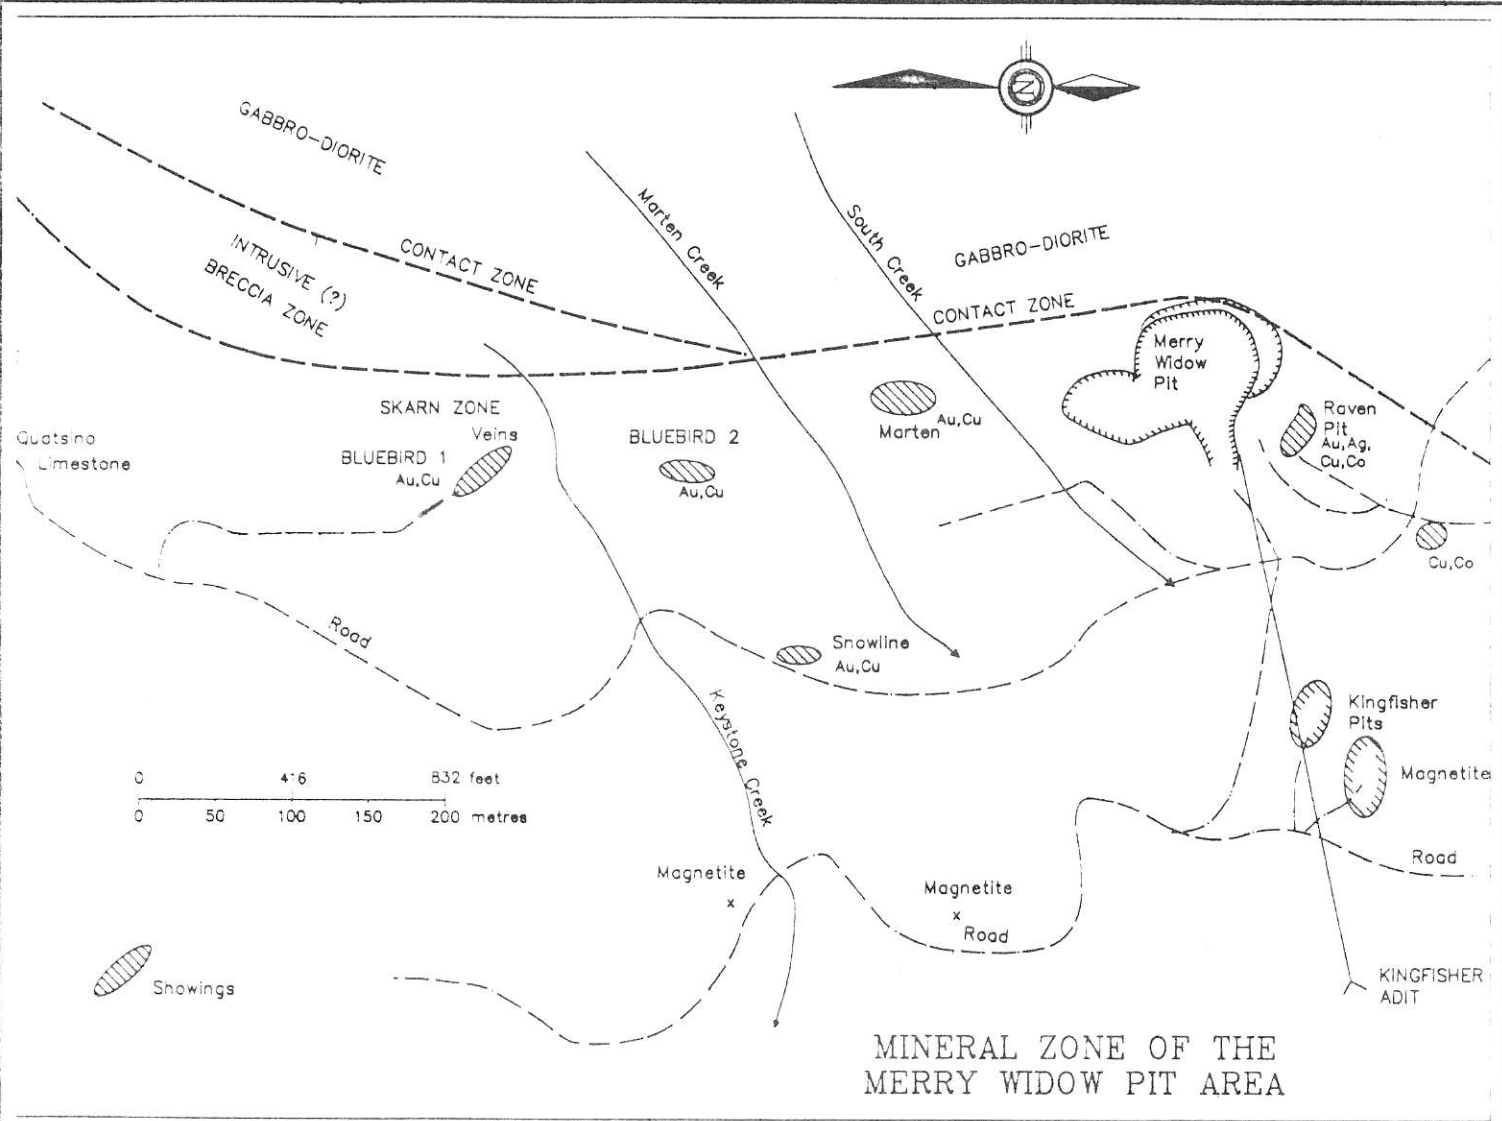 N
GABBRO-DIORITE
Marten Creek
South Creek
GABBRO-DIORITE
INTRUSIVE (?)
BRECCIA ZONE
CONTACT ZONE
CONTACT ZONE
Merry
Widow
Pit
SKARN ZONE
Veins
Quatsino
Limestone
BLUEBIRD 1
Au,Cu
BLUEBIRD 2
Au,Cu
Au,Cu
Marten
Raven
Pit
Au,Ag,
Cu,Co
Cu,Co
Road
Snowline
Au,Cu
Keystone Creek
Kingfisher
Pits
Magnetite
0 416 832 feet
0 50 100 150 200 metres
Magnetite
x
Magnetite
x
Road
Road
Showings
KINGFISHER
ADIT
MINERAL ZONE OF THE
MERRY WIDOW PIT AREA